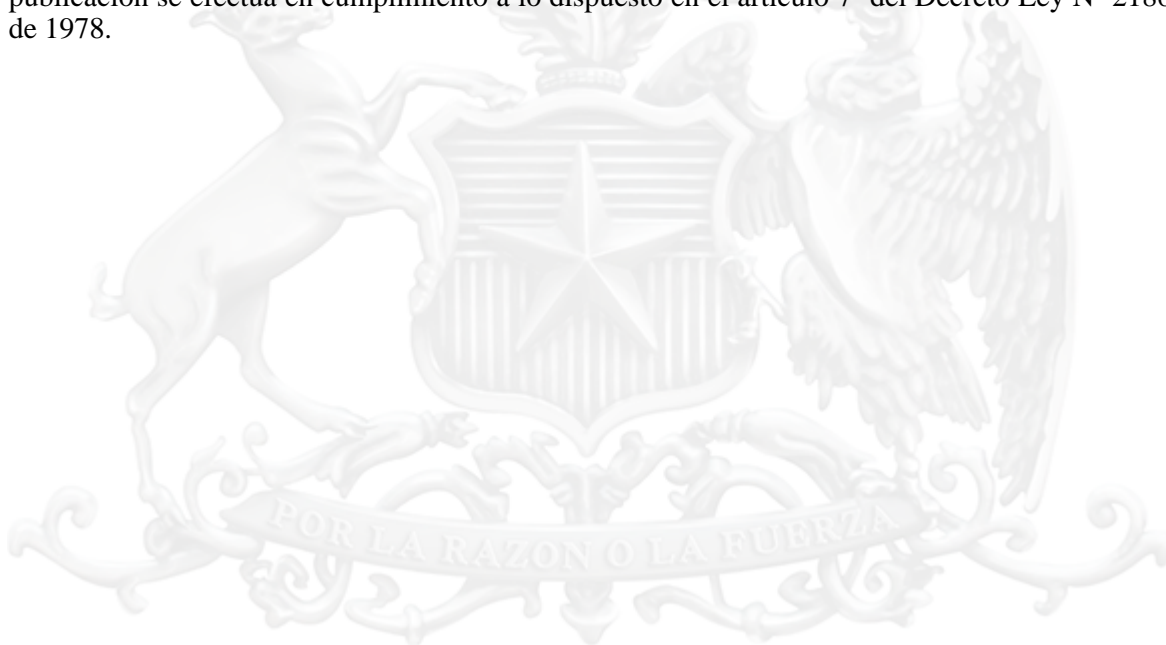 publicación se efectúa en cumplimiento a lo dispuesto en el artículo 7° del Decreto Ley N° 2186
de 1978.
POR LA RAZON O LA FUERZA